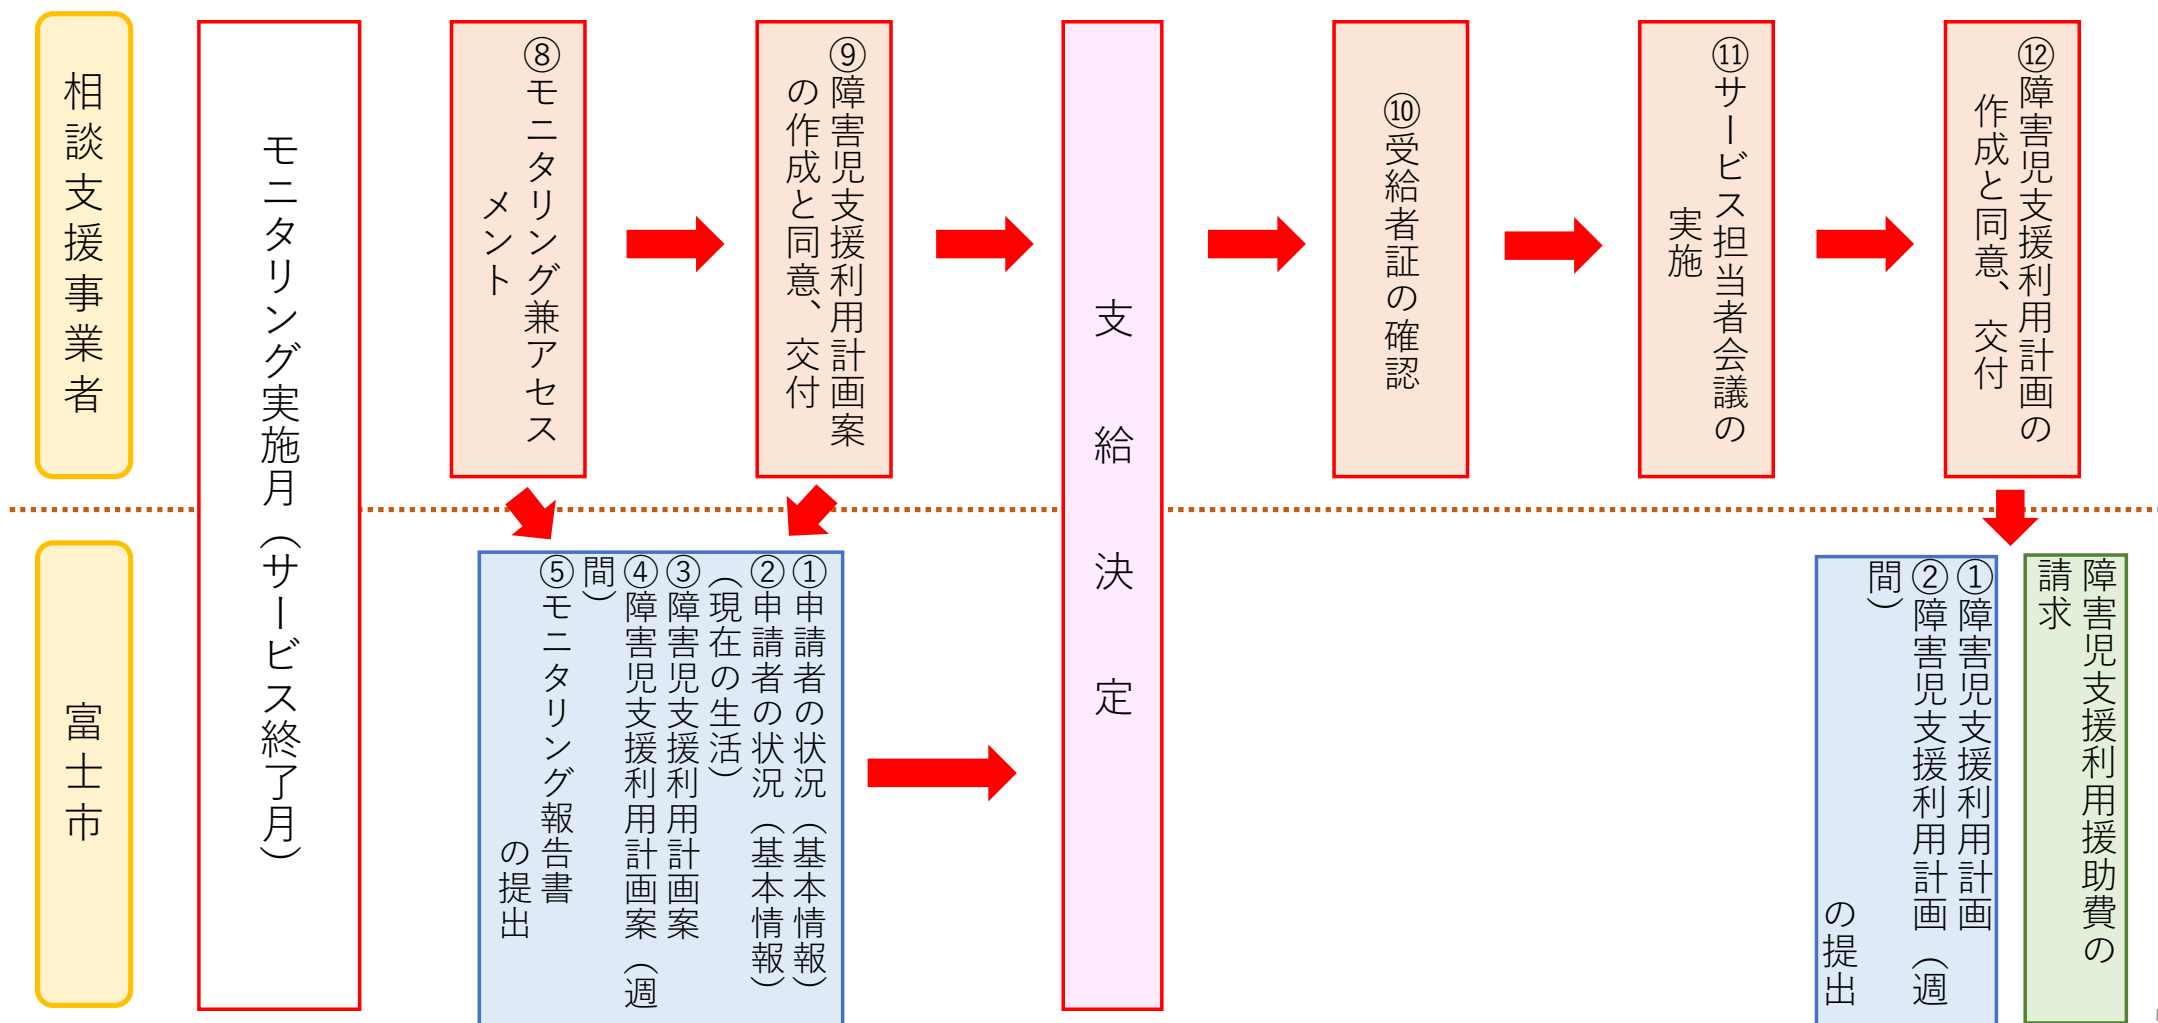 相談支援事業者
富士市
モニタリング実施月（サービス終了月）
⑧モニタリング兼アセス
メント
⑨障害児支援利用計画案
の作成と同意、交付
支給決定
⑩受給者証の確認
⑪サービス担当者会議の
実施
⑫障害児支援利用計画の
作成と同意、交付
①申請者の状況（基本情報）
②申請者の状況（基本情報）
（現在の生活）
③障害児支援利用計画案
④障害児支援利用計画案（週
間）
⑤モニタリング報告書
の提出
①障害児支援利用計画
②障害児支援利用計画（週
間）
の提出
障害児支援利用援助費の
請求